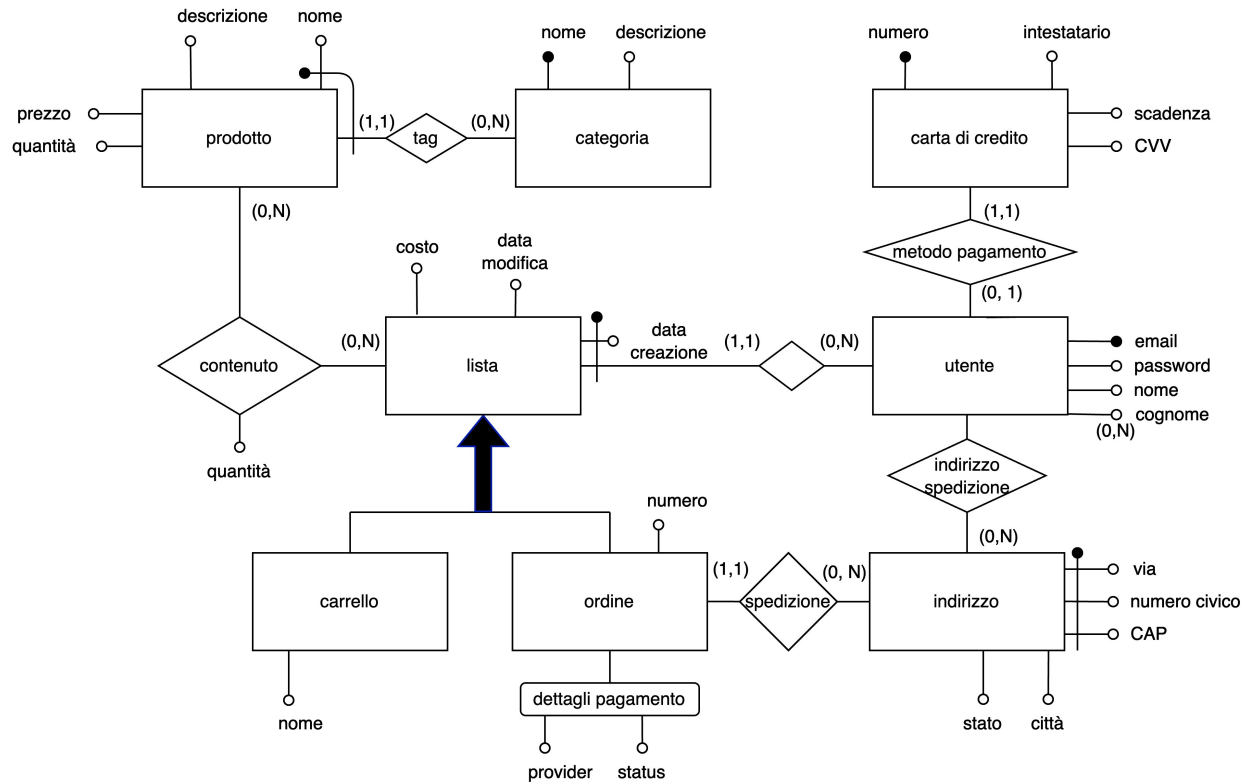 descrizione
nome
nome
descrizione
numero
intestatario
prezzo
quantità
prodotto
(1,1)
tag
(0,N)
categoria
carta di credito
scadenza
CVV
(0,N)
(1,1)
metodo pagamento
(0, 1)
costo
data
modifica
contenuto
(0,N)
lista
data
creazione
(1,1)
(0,N)
utente
email
password
nome
cognome
(0,N)
quantità
indirizzo
spedizione
(0,N)
numero
carrello
ordine
(1,1)
spedizione
(0, N)
indirizzo
via
numero civico
CAP
nome
dettagli pagamento
stato
città
provider
status